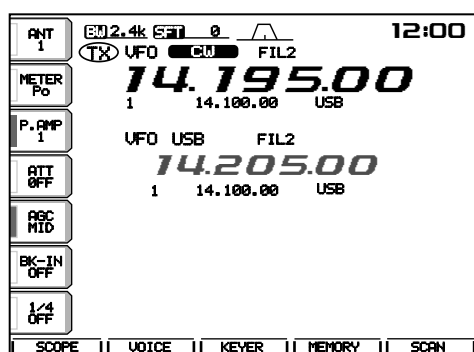 ANT
1
BW 2.4k SFT 0
12:00
TX VFO CW FIL2
METER
Po
14.195.00
1 14.100.00 USB
P.AMP
1
VFO USB FIL2
ATT
OFF
14.205.00
1 14.100.00 USB
AGC
MID
BK-IN
OFF
1/4
OFF
SCOPE VOICE KEYER MEMORY SCAN